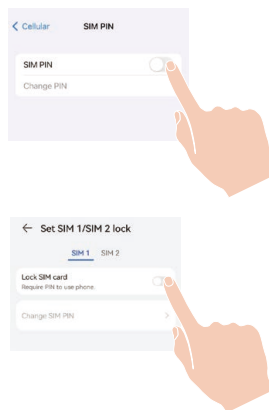 Cellular SIM PIN
SIM PIN
Change PIN
Set SIM 1/SIM 2 lock
SIM 1 SIM 2
Lock SIM card
Require PIN to use phone.
Change SIM PIN